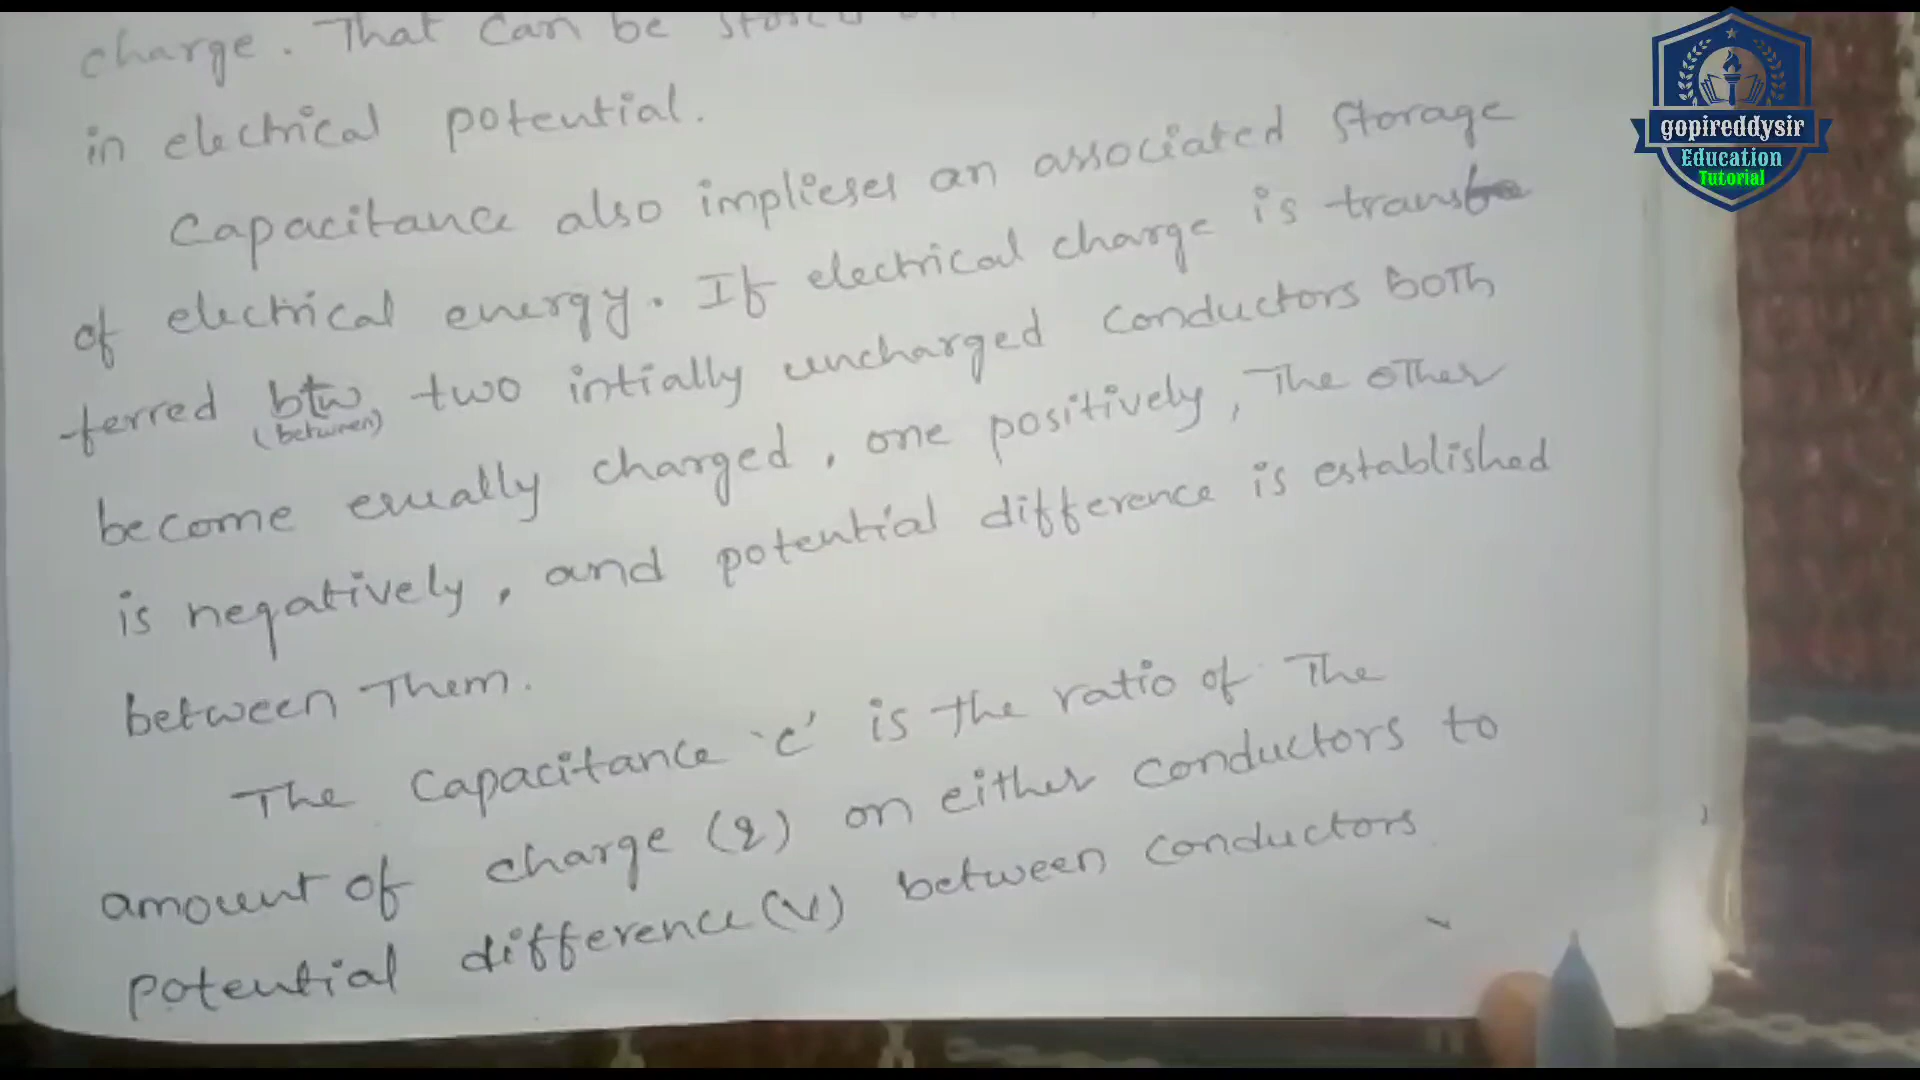 charge. That can be stored
in electrical potential.
Capacitance also implieses an associated storage
of electrical energy. If electrical charge is trans
ferred btw two intially uncharged conductors both
(between)
become equally charged, one positively, The other
is negatively, and potential difference is established
between Them.
The Capacitance 'c' is the ratio of The
amount of charge (q) on either conductors to
potential difference (V) between conductors
gopireddysir
Education
Tutorial